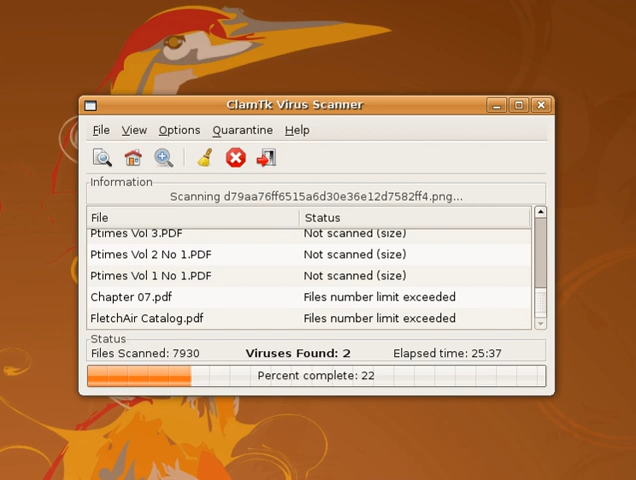 ClamTk Virus Scanner
File View Options Quarantine Help
Information
Scanning d79aa76ff6515a6d30e36e12d7582ff4.png...
File Status
Ptimes Vol 3.PDF Not scanned (size)
Ptimes Vol 2 No 1.PDF Not scanned (size)
Ptimes Vol 1 No 1.PDF Not scanned (size)
Chapter 07.pdf Files number limit exceeded
FletchAir Catalog.pdf Files number limit exceeded
Status
Files Scanned: 7930 Viruses Found: 2 Elapsed time: 25:37
Percent complete: 22